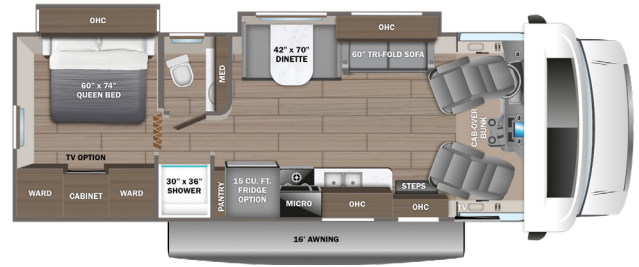 OHC
60" x 74"
QUEEN BED
TV OPTION
WARD
CABINET
WARD
MED
30" x 36"
SHOWER
PANTRY
42" x 70"
DINETTE
OHC
60" TRI-FOLD SOFA
15 CU. FT.
FRIDGE
OPTION
MICRO
OHC
STEPS
OHC
CAB-OVER
BUNK
TV
16' AWNING